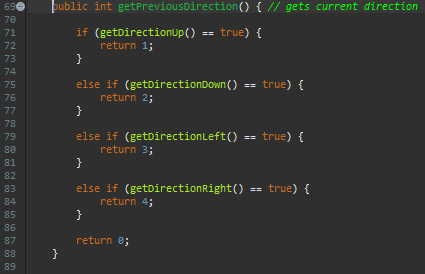 69 public int getPreviousDirection() { // gets current direction
70
71 if (getDirectionUp() == true) {
72 return 1;
73 }
74
75 else if (getDirectionDown() == true) {
76 return 2;
77 }
78
79 else if (getDirectionLeft() == true) {
80 return 3;
81 }
82
83 else if (getDirectionRight() == true) {
84 return 4;
85 }
86
87 return 0;
88 }
89